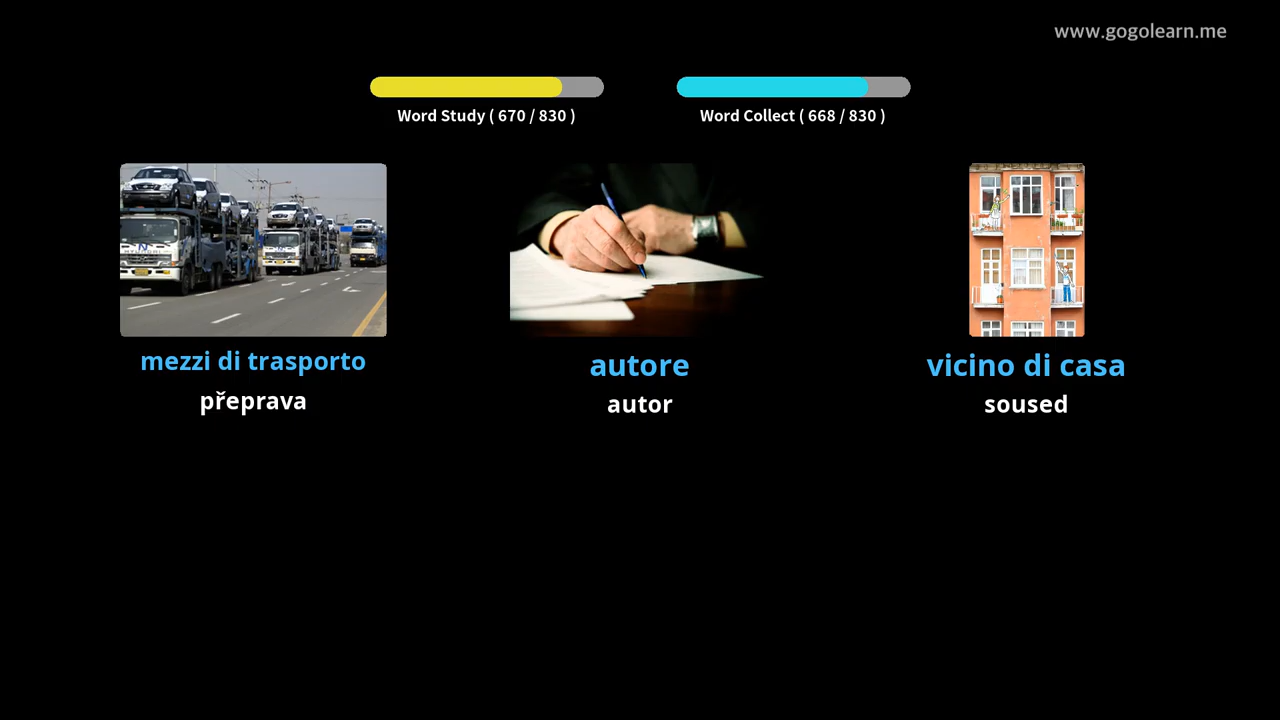 www.gogolearn.me
Word Study ( 670 / 830 )
Word Collect ( 668 / 830 )
mezzi di trasporto
přeprava
autore
autor
vicino di casa
soused